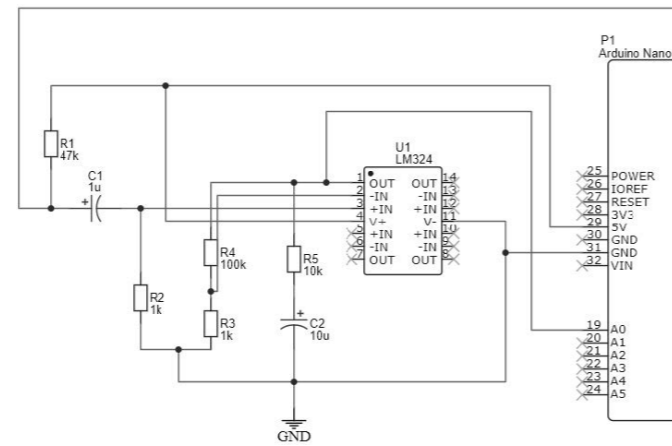 P1
Arduino Nano
R1
47k
C1
1u
U1
LM324
1 OUT OUT 14
2 -IN -IN 13
3 +IN +IN 12
4 V+ V- 11
5 +IN +IN 10
6 -IN -IN 9
7 OUT OUT 8
R4
100k
R5
10k
R2
1k
R3
1k
C2
10u
GND
25 POWER
26 IOREF
27 RESET
28 3V3
29 5V
30 GND
31 GND
32 VIN
19 A0
20 A1
21 A2
22 A3
23 A4
24 A5